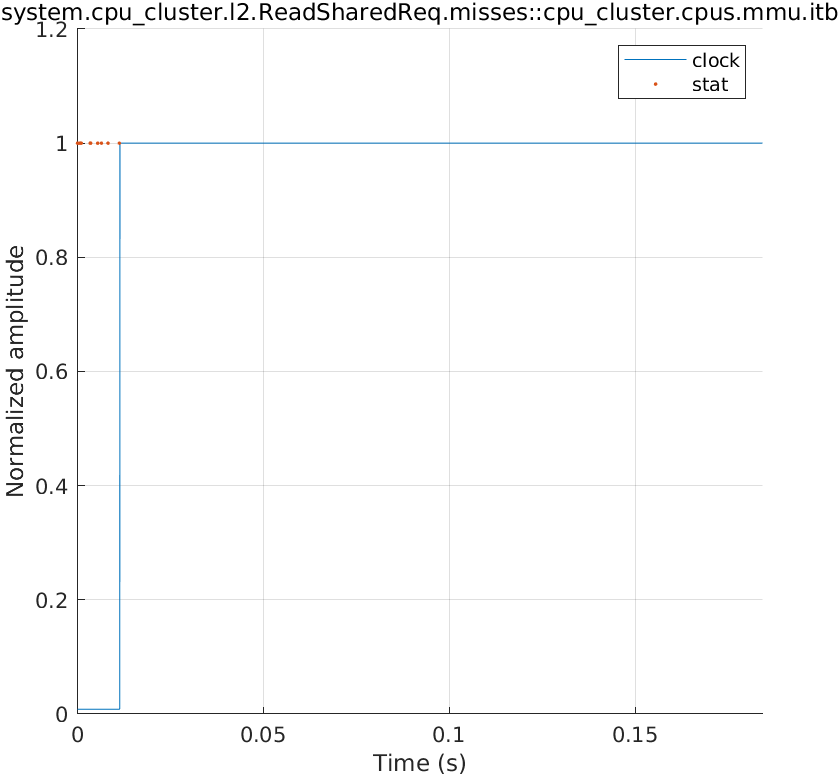 system.cpu_cluster.l2.ReadSharedReq.misses::cpu_cluster.cpus.mmu.itb
1.2
1
0.8
0.6
0.4
0.2
0
Normalized amplitude
clock
stat
0 0.05 0.1 0.15
Time (s)